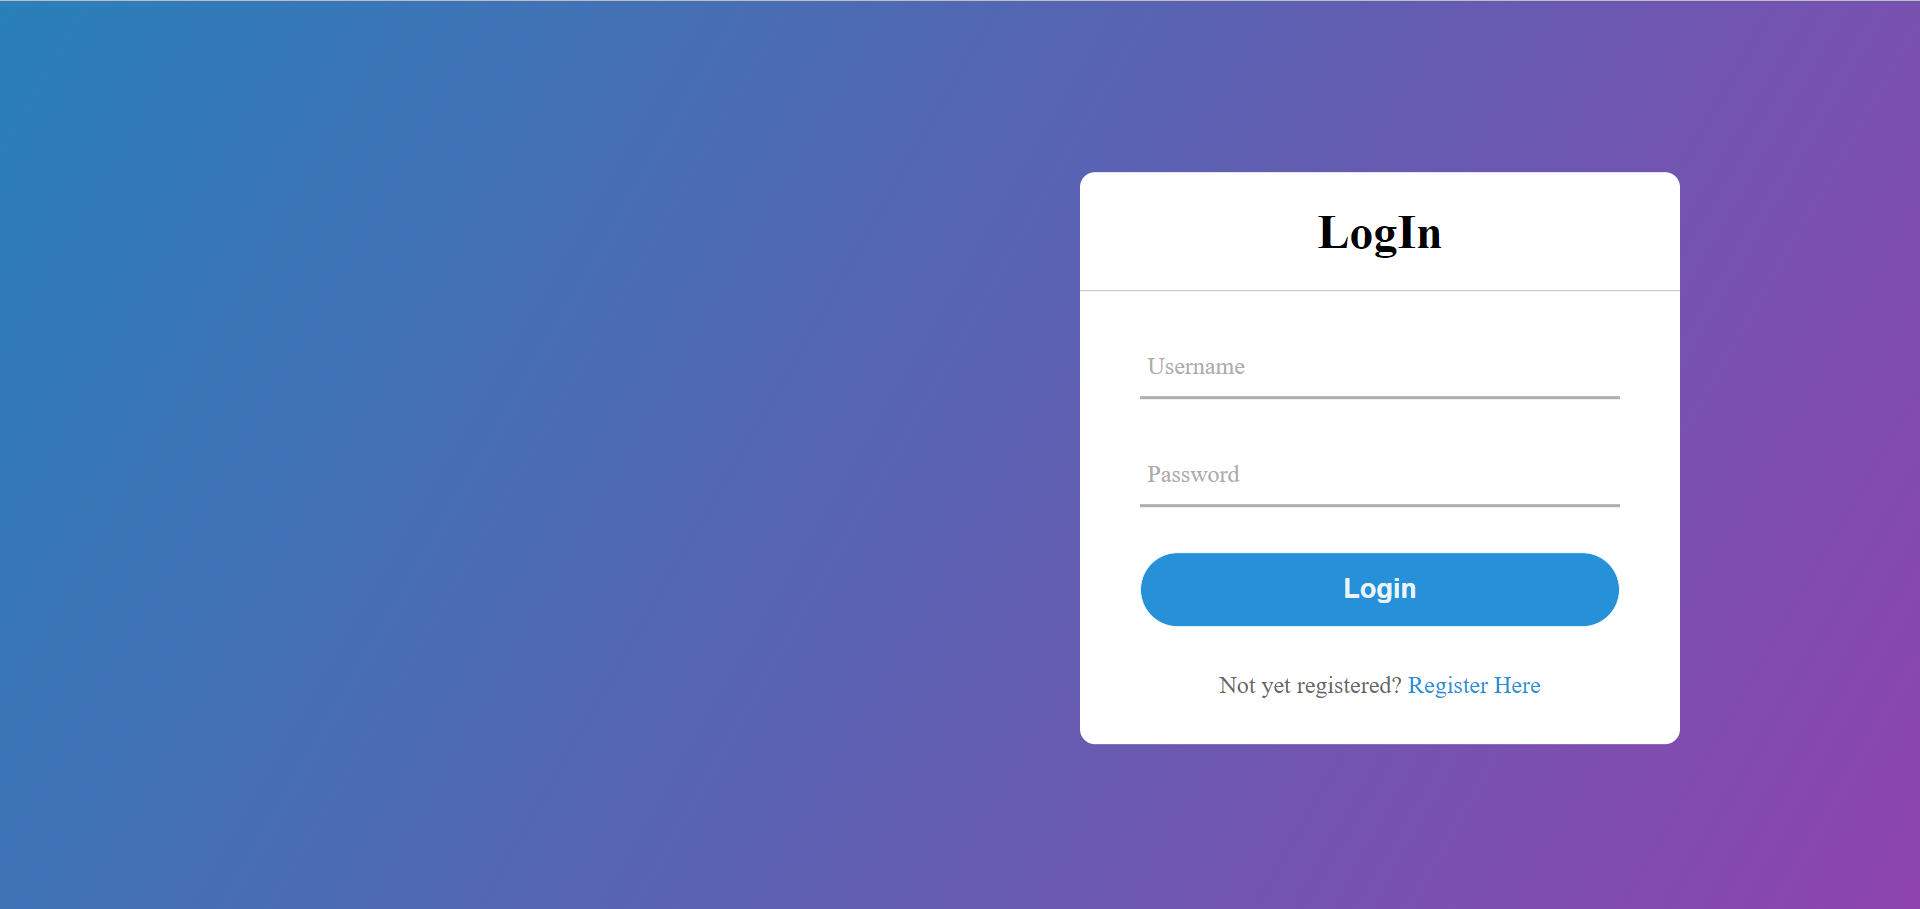 LogIn
Username
Password
Login
Not yet registered? Register Here